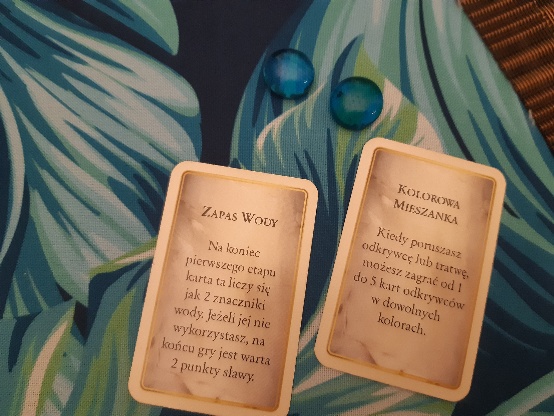 ZAPAS WODY
Na koniec
pierwszego etapu
karta ta liczy się
jak 2 znaczniki
wody. Jeżeli jej nie
wykorzystasz, na
końcu gry jest warta
2 punkty sławy.
KOLOROWA
MIESZANKA
Kiedy poruszasz
odkrywcę lub tratwę,
możesz zagrać od 1
do 5 kart odkrywców
w dowolnych
kolorach.